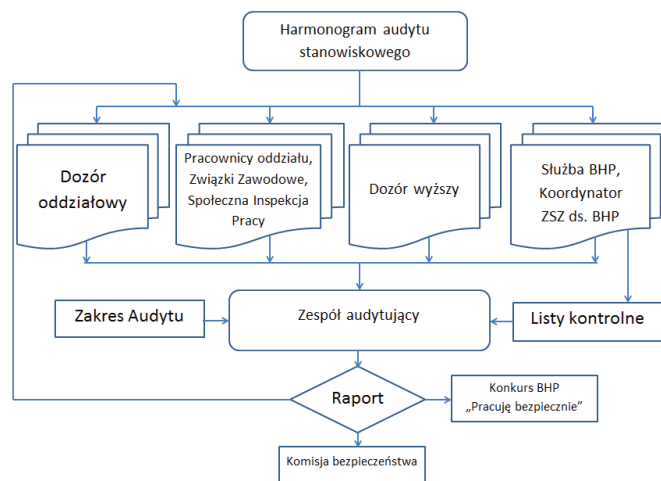 Harmonogram audytu
stanowiskowego
Dozór
oddziałowy
Pracownicy oddziału,
Związki Zawodowe,
Społeczna Inspekcja
Pracy
Dozór wyższy
Służba BHP,
Koordynator
ZSZ ds. BHP
Zakres Audytu
Zespół audytujący
Listy kontrolne
Raport
Konkurs BHP
„Pracuję bezpiecznie”
Komisja bezpieczeństwa